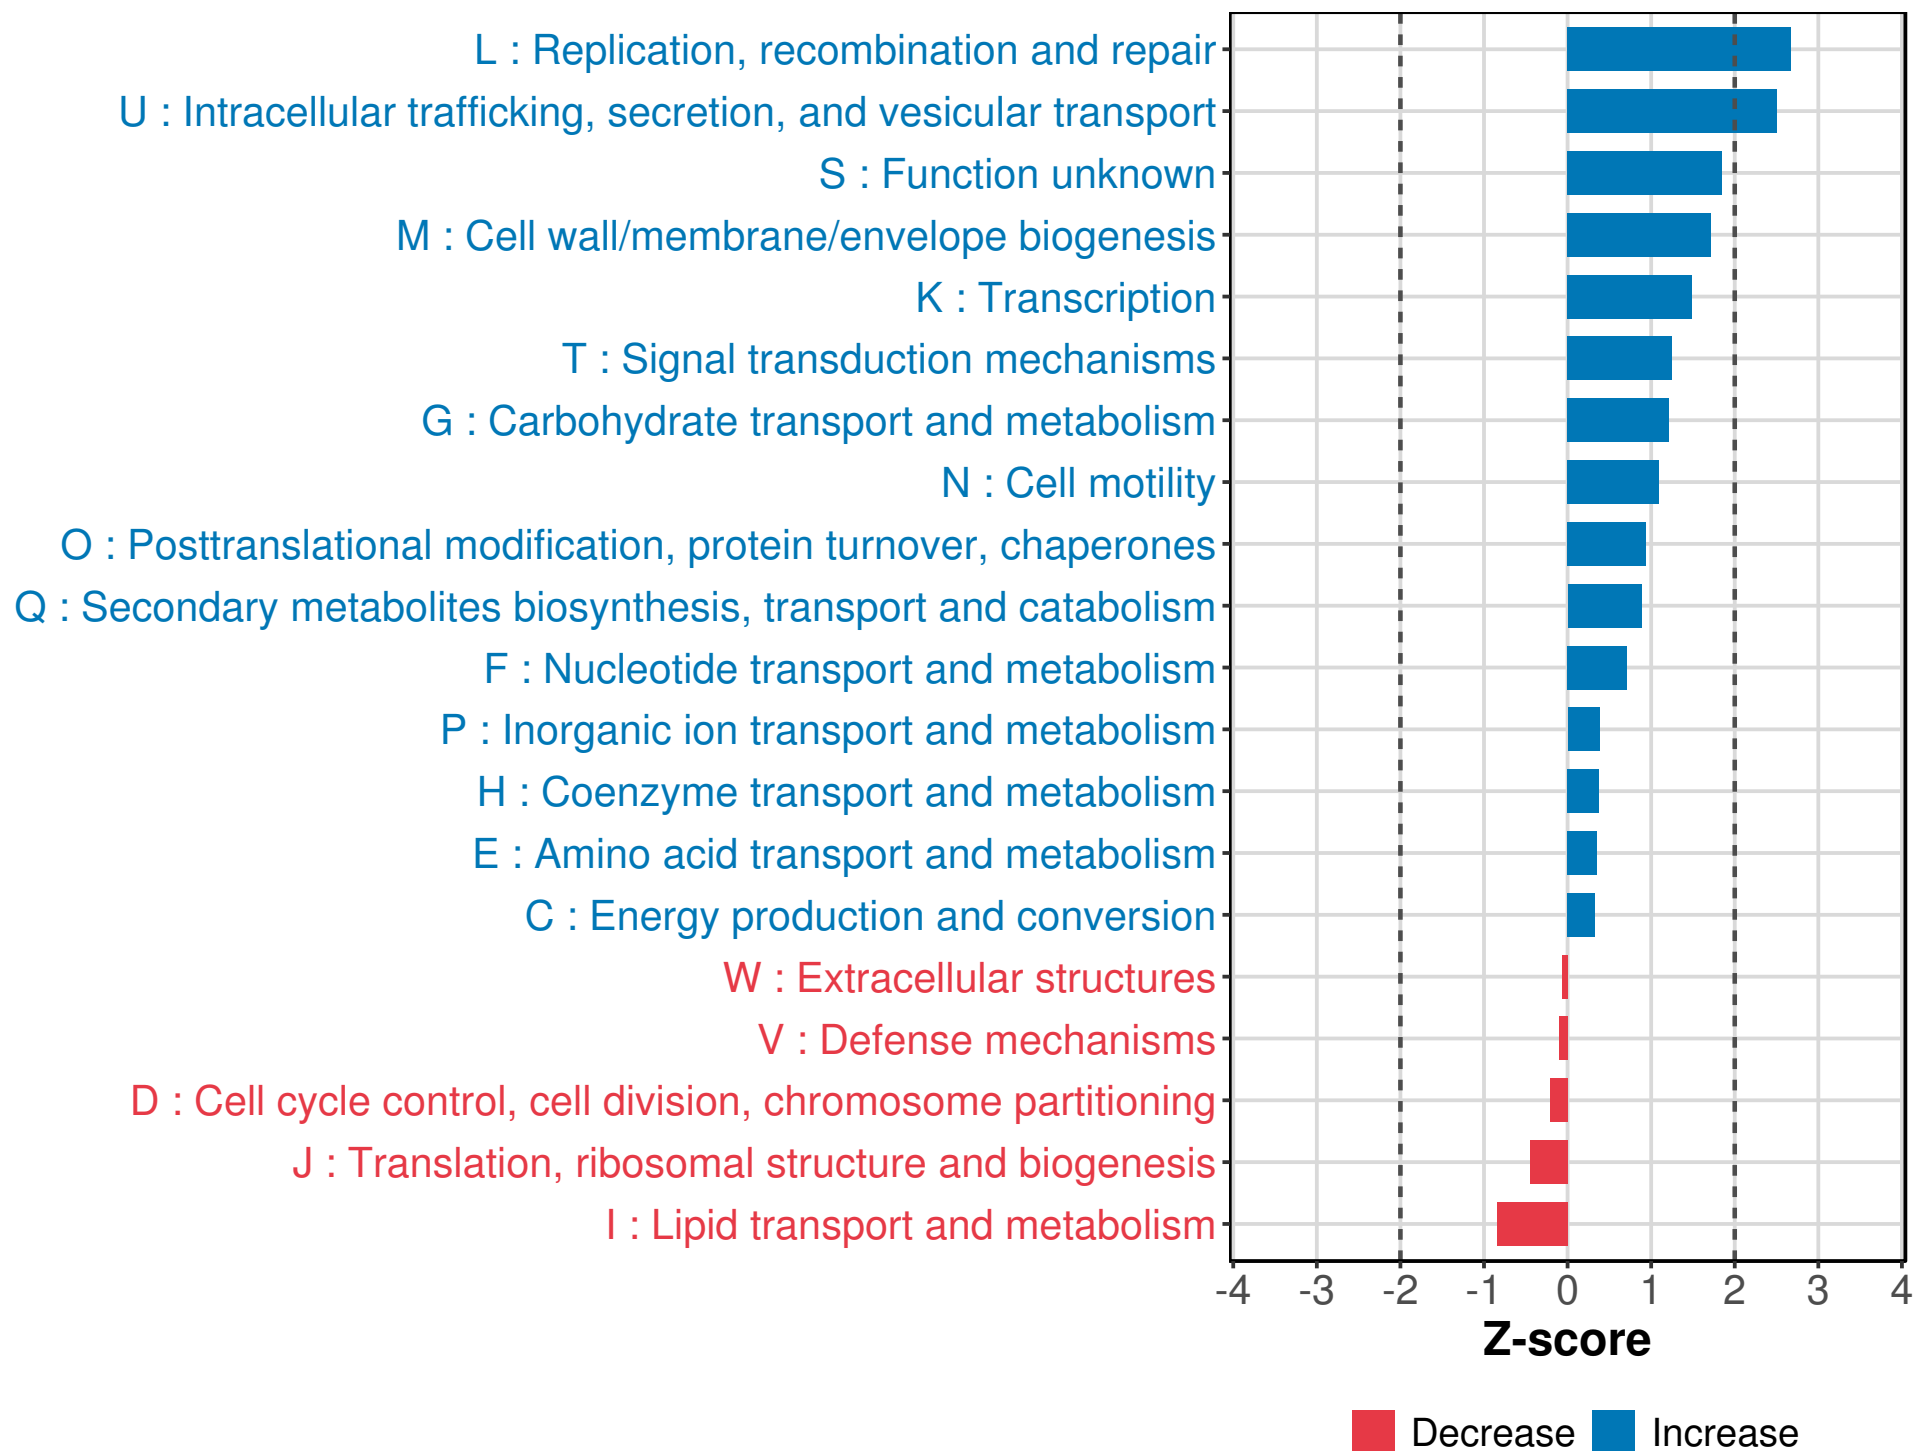 L : Replication, recombination and repair
U : Intracellular trafficking, secretion, and vesicular transport
S : Function unknown
M : Cell wall/membrane/envelope biogenesis
K : Transcription
T : Signal transduction mechanisms
G : Carbohydrate transport and metabolism
N : Cell motility
O : Posttranslational modification, protein turnover, chaperones
Q : Secondary metabolites biosynthesis, transport and catabolism
F : Nucleotide transport and metabolism
P : Inorganic ion transport and metabolism
H : Coenzyme transport and metabolism
E : Amino acid transport and metabolism
C : Energy production and conversion
W : Extracellular structures
V : Defense mechanisms
D : Cell cycle control, cell division, chromosome partitioning
J : Translation, ribosomal structure and biogenesis
I : Lipid transport and metabolism
-4 -3 -2 -1 0 1 2 3 4
Z-score
Decrease Increase